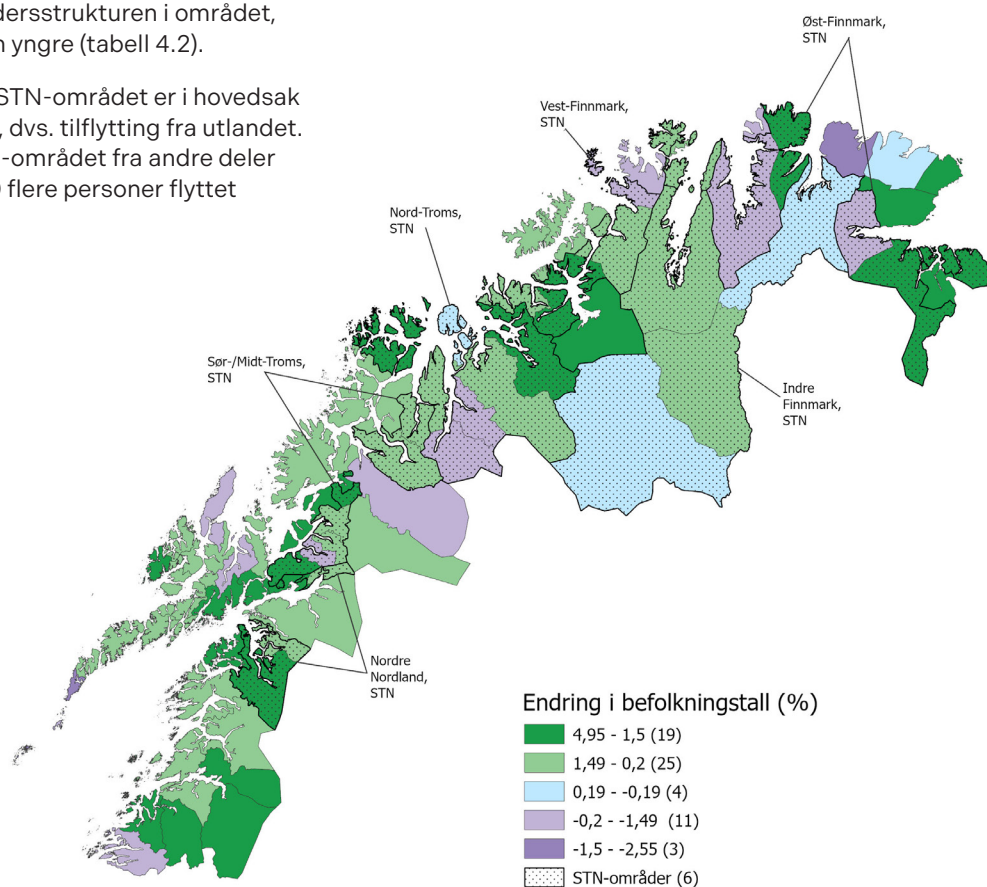 dersstrukturen i området,
yngre (tabell 4.2).
STN-området er i hovedsak
, dvs. tilflytting fra utlandet.
-området fra andre deler
flere personer flyttet
Øst-Finnmark,
STN
Vest-Finnmark,
STN
Nord-Troms,
STN
Sør-/Midt-Troms,
STN
Indre
Finnmark,
STN
Nordre
Nordland,
STN
Endring i befolkningstall (%)
4,95 - 1,5 (19)
1,49 - 0,2 (25)
0,19 - -0,19 (4)
-0,2 - -1,49 (11)
-1,5 - -2,55 (3)
STN-områder (6)